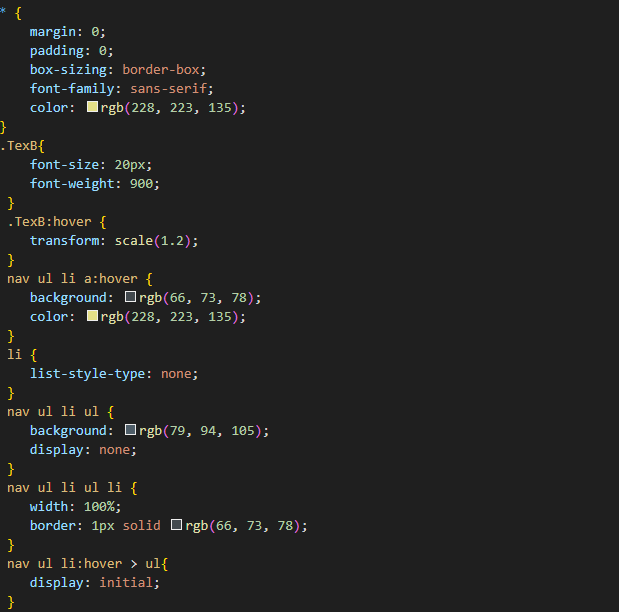 * {
margin: 0;
padding: 0;
box-sizing: border-box;
font-family: sans-serif;
color: rgb(228, 223, 135);
}
.TexB{
font-size: 20px;
font-weight: 900;
}
.TexB:hover {
transform: scale(1.2);
}
nav ul li a:hover {
background: rgb(66, 73, 78);
color: rgb(228, 223, 135);
}
li {
list-style-type: none;
}
nav ul li ul {
background: rgb(79, 94, 105);
display: none;
}
nav ul li ul li {
width: 100%;
border: 1px solid rgb(66, 73, 78);
}
nav ul li:hover > ul{
display: initial;
}